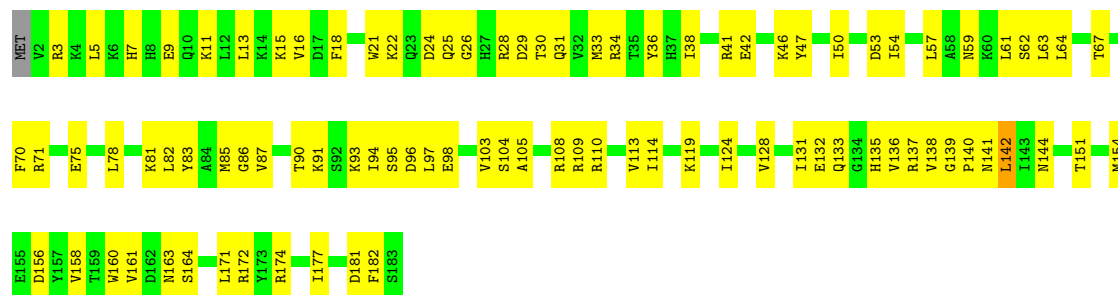 MET V2 R3 K4 L5 K6 H7 H8 E9 Q10 K11 L12 L13 K14 K15 V16 D17 F18 W21 K22 Q23 D24 Q25 G26 H27 R28 D29 T30 Q31 V32 M33 R34 T35 Y36 H37 I38 R41 E42 K46 Y47 I50 D53 I54 L57 A58 N59 K60 L61 S62 L63 L64 T67
F70 R71 E75 L78 K81 L82 Y83 A84 M85 G86 V87 T90 K91 S92 K93 I94 S95 D96 L97 E98 V103 S104 A105 R108 R109 R110 V113 I114 K119 I124 V128 I131 E132 Q133 G134 H135 V136 R137 V138 G139 P140 N141 L142 I143 N144 T151 M154
E155 D156 Y157 V158 T159 W160 V161 D162 N163 S164 L171 R172 Y173 R174 I177 D181 F182 S183